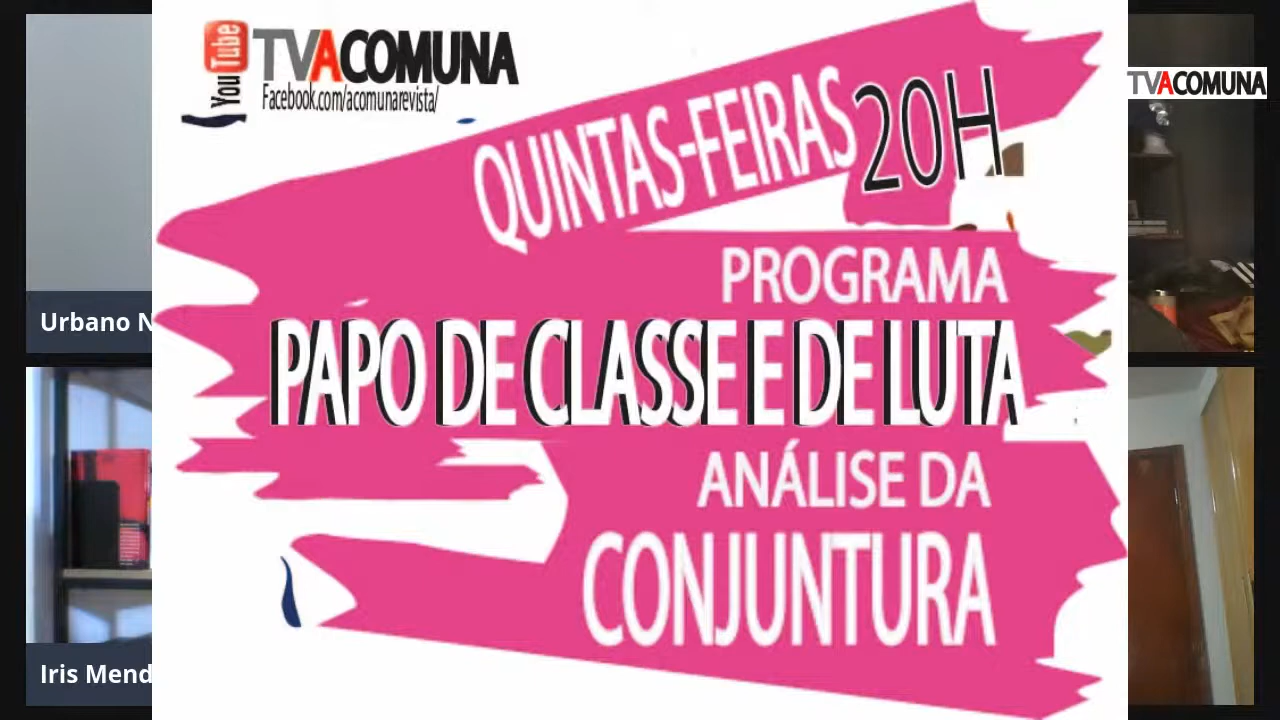 YouTube
TVACOMUNA
Facebook.com/acomunarevista/
TVACOMUNA
QUINTAS-FEIRAS 20H
PROGRAMA
PAPO DE CLASSE E DE LUTA
ANÁLISE DA
CONJUNTURA
Urbano N
Iris Mend